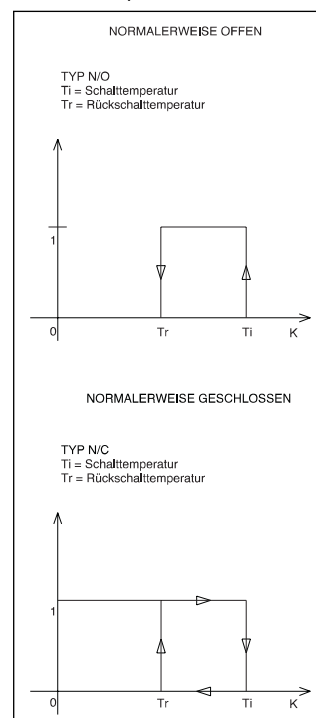 NORMALERWEISE OFFEN
TYP N/O
Ti = Schalttemperatur
Tr = Rückschalttemperatur
1
0 Tr Ti K
NORMALERWEISE GESCHLOSSEN
TYP N/C
Ti = Schalttemperatur
Tr = Rückschalttemperatur
1
0 Tr Ti K